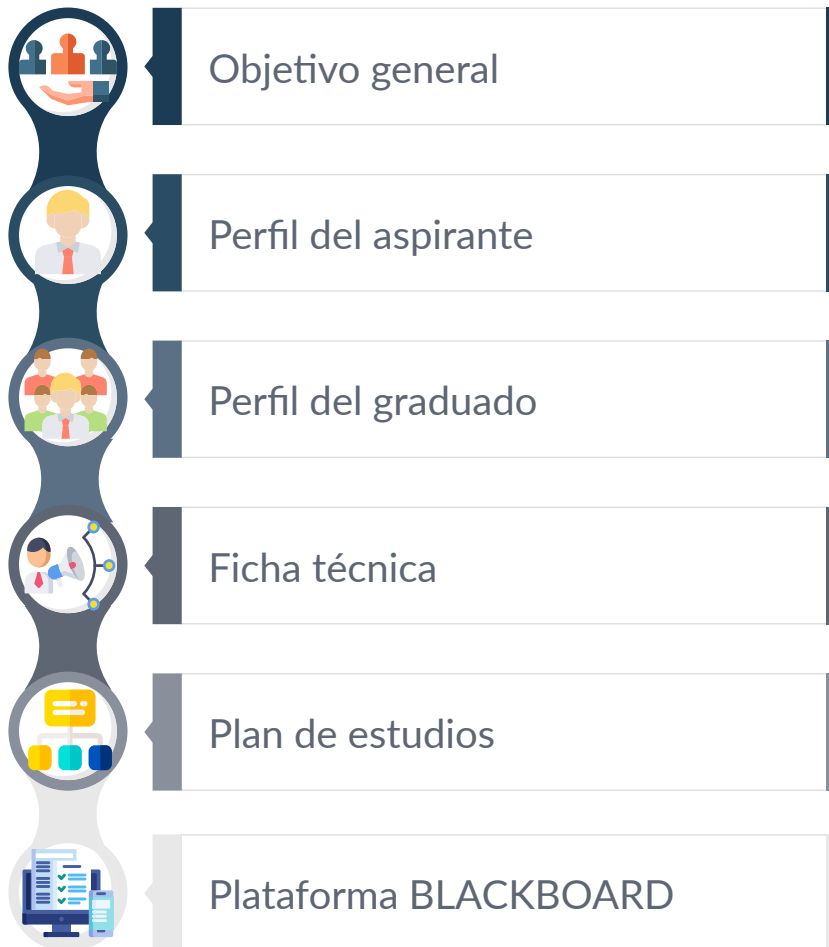 Objetivo general
Perfil del aspirante
Perfil del graduado
Ficha técnica
Plan de estudios
Plataforma BLACKBOARD